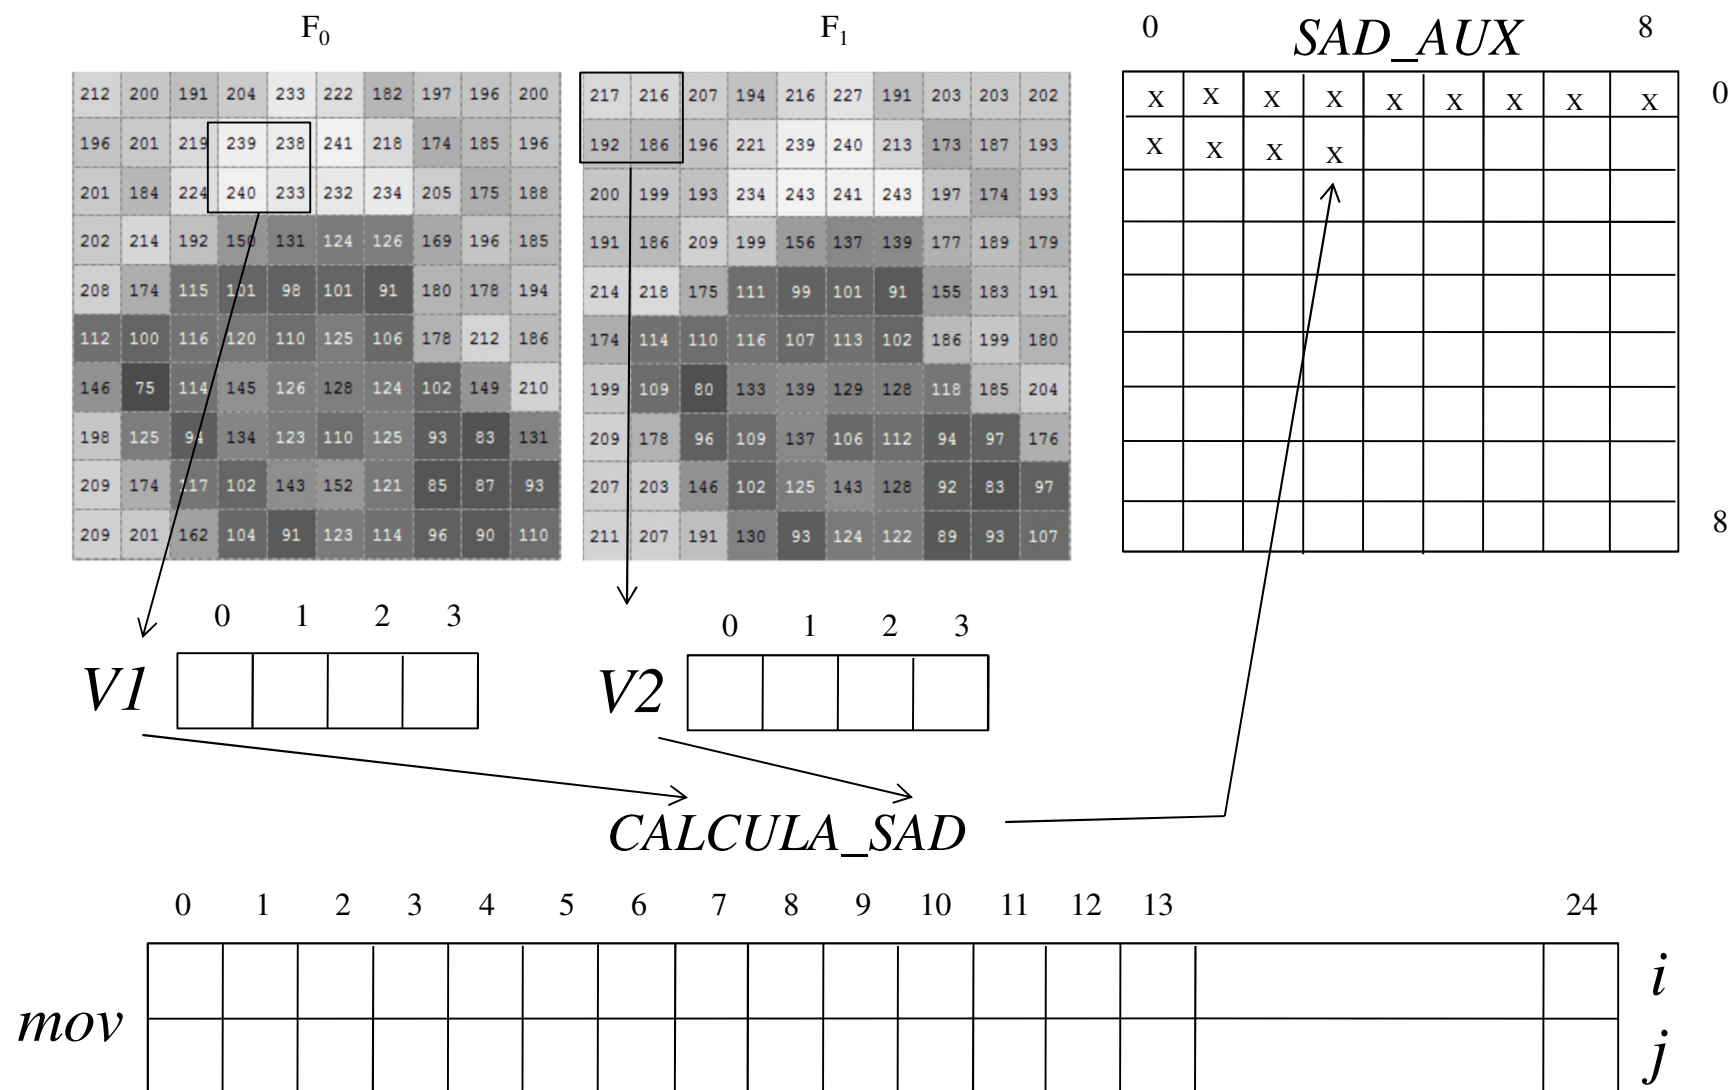 F0 F1 0 SAD_AUX 8
212 200 191 204 233 222 182 197 196 200
196 201 219 239 238 241 218 174 185 196
201 184 224 240 233 232 234 205 175 188
202 214 192 150 131 124 126 169 196 185
208 174 115 101 98 101 91 180 178 194
112 100 116 120 110 125 106 178 212 186
146 75 114 145 126 128 124 102 149 210
198 125 94 134 123 110 125 93 83 131
209 174 117 102 143 152 121 85 87 93
209 201 162 104 91 123 114 96 90 110
217 216 207 194 216 227 191 203 203 202
192 186 196 221 239 240 213 173 187 193
200 199 193 234 243 241 243 197 174 193
191 186 209 199 156 137 139 177 189 179
214 218 175 111 99 101 91 155 183 191
174 114 110 116 107 113 102 186 199 180
199 109 80 133 139 129 128 118 185 204
209 178 96 109 137 106 112 94 97 176
207 203 146 102 125 143 128 92 83 97
211 207 191 130 93 124 122 89 93 107
x x x x x x x x x 0
x x x x
8
0 1 2 3
V1
0 1 2 3
V2
CALCULA_SAD
0 1 2 3 4 5 6 7 8 9 10 11 12 13 24
i
mov
j